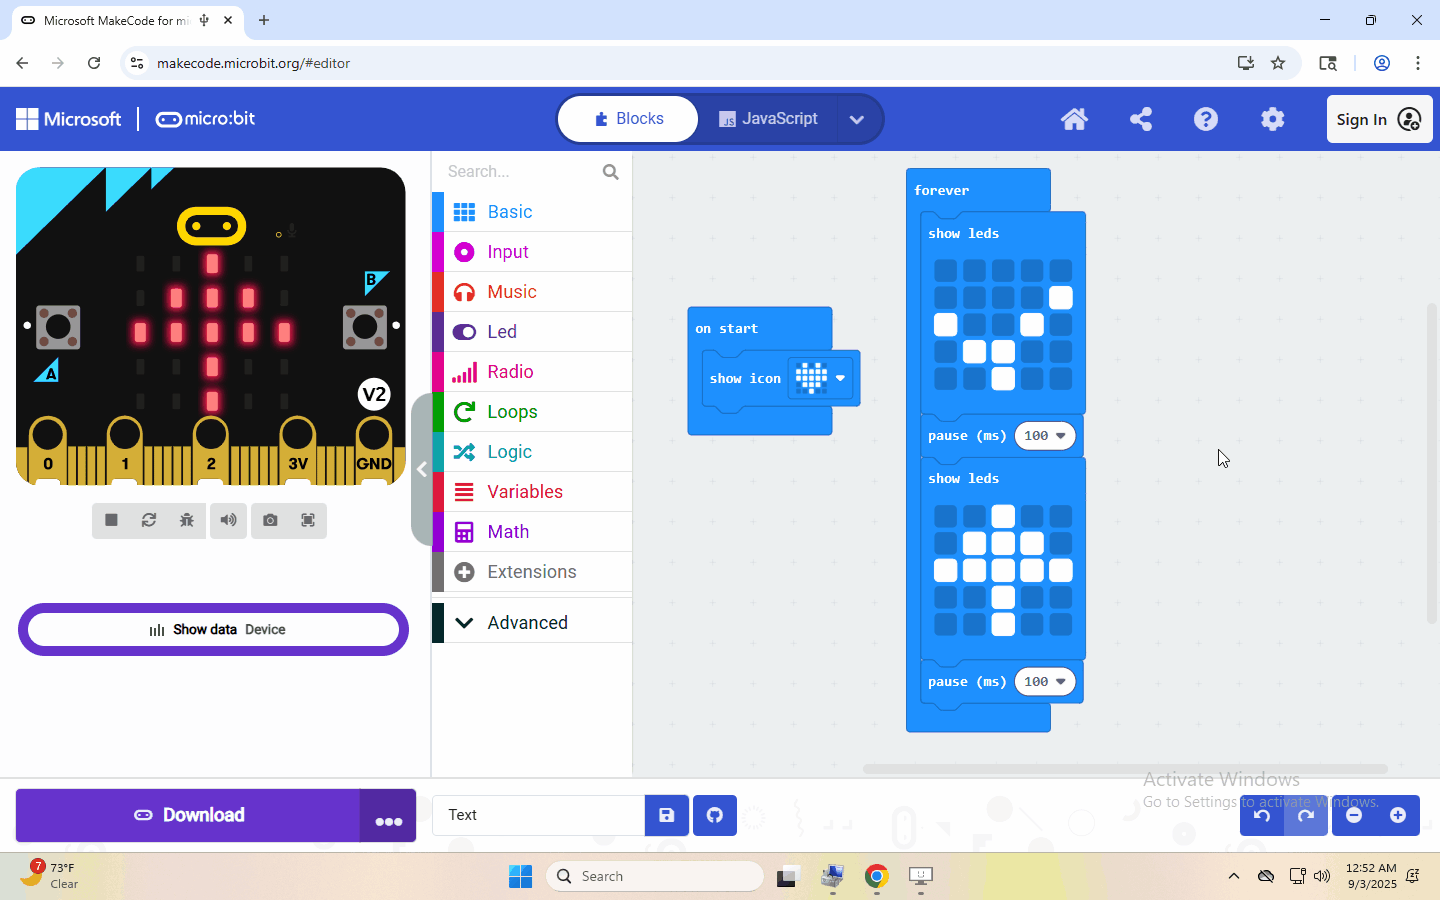 Microsoft MakeCode for mi
makecode.microbit.org/#editor
Microsoft
micro:bit
Blocks
JS JavaScript
Sign In
Search...
Basic
Input
Music
Led
Radio
Loops
Logic
Variables
Math
Extensions
Advanced
B
A
V2
0 1 2 3V GND
Show data Device
on start
show icon
forever
show leds
pause (ms) 100
show leds
pause (ms) 100
Download
Text
Activate Windows
Go to Settings to activate Windows.
7
73°F
Clear
Search
12:52 AM
9/3/2025